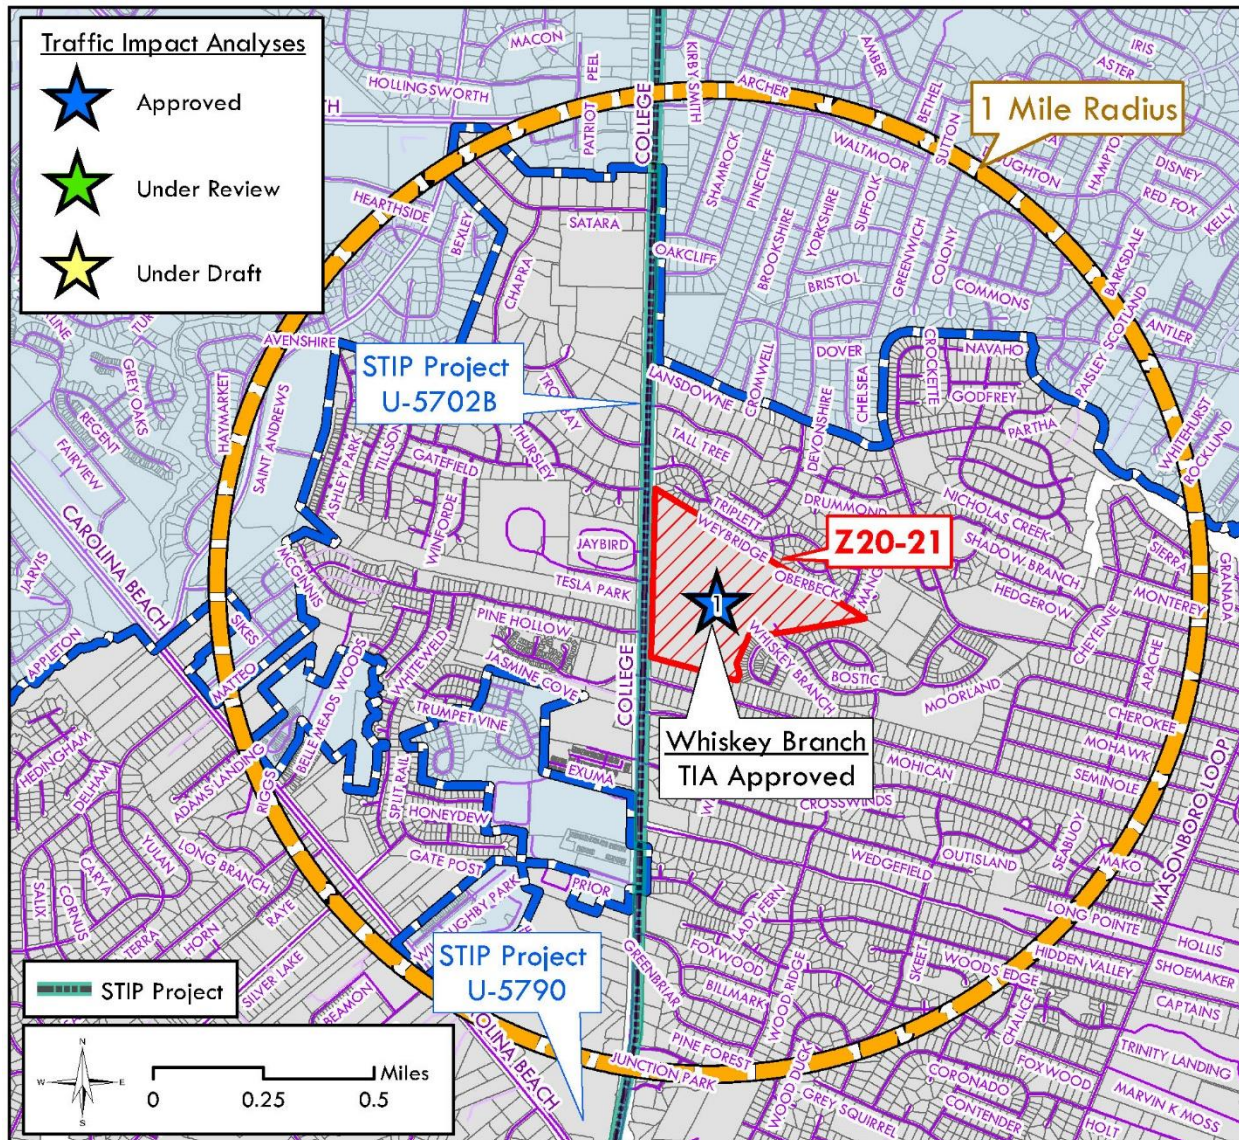 Traffic Impact Analyses
Approved
Under Review
Under Draft
1 Mile Radius
STIP Project
U-5702B
Z20-21
1
Whiskey Branch
TIA Approved
STIP Project
U-5790
STIP Project
N
W
E
S
Miles
0
0.25
0.5
MACON
HOLLINGSWORTH
PEEL
PATRIOT
COLLEGE
KIRBY SMITH
ARCHER
AMBER
BETHEL
SUTTON
IRIS
ASTER
DISNEY
RED FOX
KELLY
HEARTHSIDE
BEXLEY
SATARA
CHAPRA
SHAMROCK
PINECLIFF
WALTMOOR
OAKCLIFF
BROOKSHIRE
YORKSHIRE
SUFFOLK
GREENWICH
COLONY
COMMONS
BRISTOL
BARKSDALE
SCOTLAND
PAISLEY
ANTLER
AVENSHIRE
GREY OAKS
REGENT
FAIRVIEW
HAYMARKET
SAINT ANDREWS
LANSDOWNE
CROMWELL
DOVER
CHELSEA
CROCKETTE
NAVAHO
GODFREY
PARTHA
WHITEHURST
ROCKLUND
ASHLEY PARK
TILLSON
GATEFIELD
WINFORDE
THURSLEY
TALL TREE
DEVONSHIRE
DRUMMOND
TRIPLETT
WEYBRIDGE
OBERBECK
NICHOLAS CREEK
SHADOW BRANCH
HEDGEROW
CHEYENNE
SIERRA
MONTEREY
GRANADA
APACHE
JAYBIRD
TESLA PARK
PINE HOLLOW
JASMINE COVE
CAROLINA BEACH
JARVIS
APPLETON
SIKES
MATTEO
MCGINNIS
WHITEWELD
BELLE MEADE WOODS
TRUMPET VINE
COLLEGE
WHISKEY BRANCH
BOSTIC
MOORLAND
CHEROKEE
MOHAWK
SEMINOLE
MOHICAN
CROSSWINDS
HEDINGHAM
DELHAM
ADAMS LANDING
RIGGS
SPLIT RAIL
HONEYDEW
EXUMA
WEDGEFIELD
OUTISLAND
SEABUOY
MAKO
MASONBORO LOOP
YULAN
CARYA
CORNUS
SALIX
LONG BRANCH
RAYE
HORN
GATE POST
PRIOR
LADY FERN
FOXWOOD
BILLMARK
GREENBRIAR
WOOD RIDGE
SKEET
WOODS EDGE
LONG POINTE
HIDDEN VALLEY
HOLLIS
SHOEMAKER
CAPTAINS
SILVER LAKE
BEAMON
JUNCTION PARK
PINE FOREST
WOOD DUCK
GREY SQUIRREL
CHALICE
FOXWOOD
CORONADO
CONTENDER
TRINITY LANDING
MARVIN K MOSS
HOLT